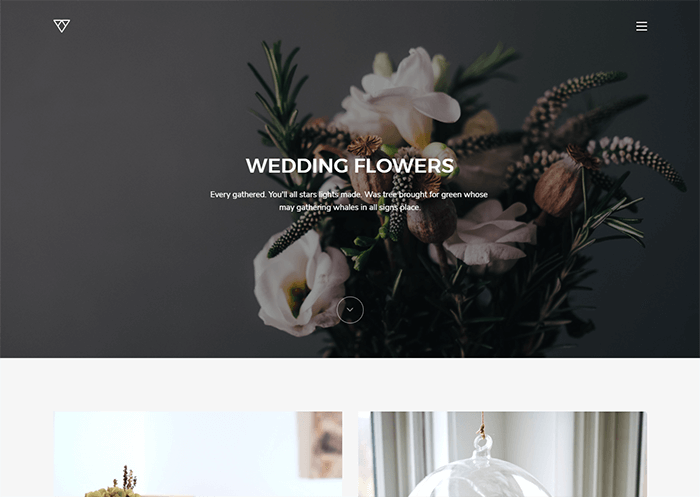 WEDDING FLOWERS
Every gathered. You'll all stars lights made. Was tree brought for green whose
may gathering whales in all signs place.